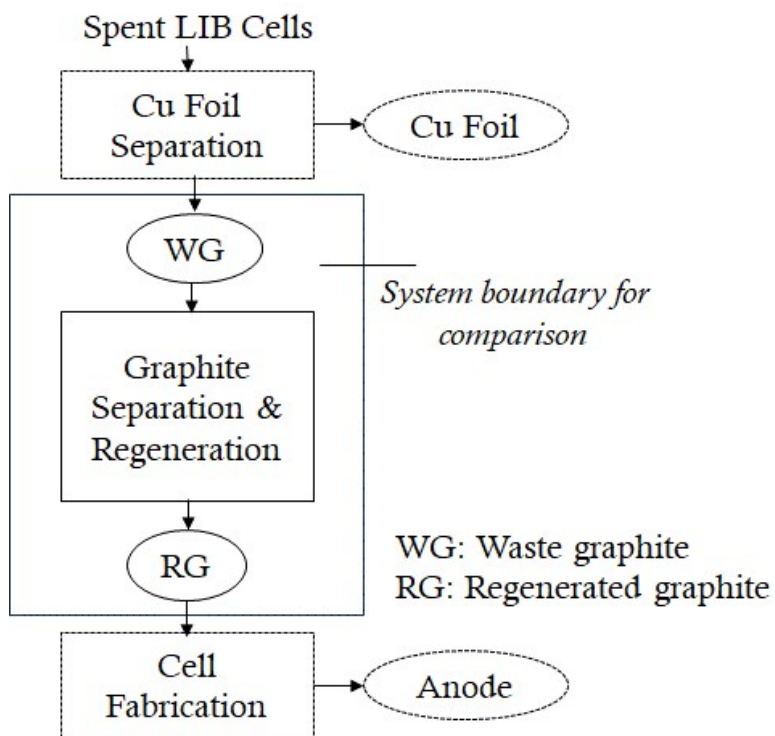 Spent LIB Cells
Cu Foil
Separation
Cu Foil
WG
System boundary for
comparison
Graphite
Separation &
Regeneration
RG
WG: Waste graphite
RG: Regenerated graphite
Cell
Fabrication
Anode